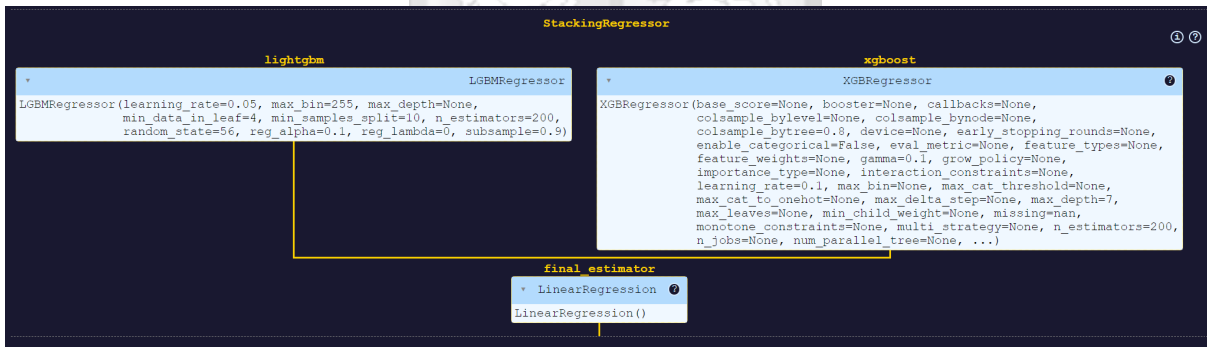 StackingRegressor
lightgbm
LGBMRegressor
LGBMRegressor(learning_rate=0.05, max_bin=255, max_depth=None,
min_data_in_leaf=4, min_samples_split=10, n_estimators=200,
random_state=56, reg_alpha=0.1, reg_lambda=0, subsample=0.9)
xgboost
XGBRegressor
XGBRegressor(base_score=None, booster=None, callbacks=None,
colsample_bylevel=None, colsample_bynode=None,
colsample_bytree=0.8, device=None, early_stopping_rounds=None,
enable_categorical=False, eval_metric=None, feature_types=None,
feature_weights=None, gamma=0.1, grow_policy=None,
importance_type=None, interaction_constraints=None,
learning_rate=0.1, max_bin=None, max_cat_threshold=None,
max_cat_to_onehot=None, max_delta_step=None, max_depth=7,
max_leaves=None, min_child_weight=None, missing=nan,
monotone_constraints=None, multi_strategy=None, n_estimators=200,
n_jobs=None, num_parallel_tree=None, ...)
final_estimator
LinearRegression
LinearRegression()